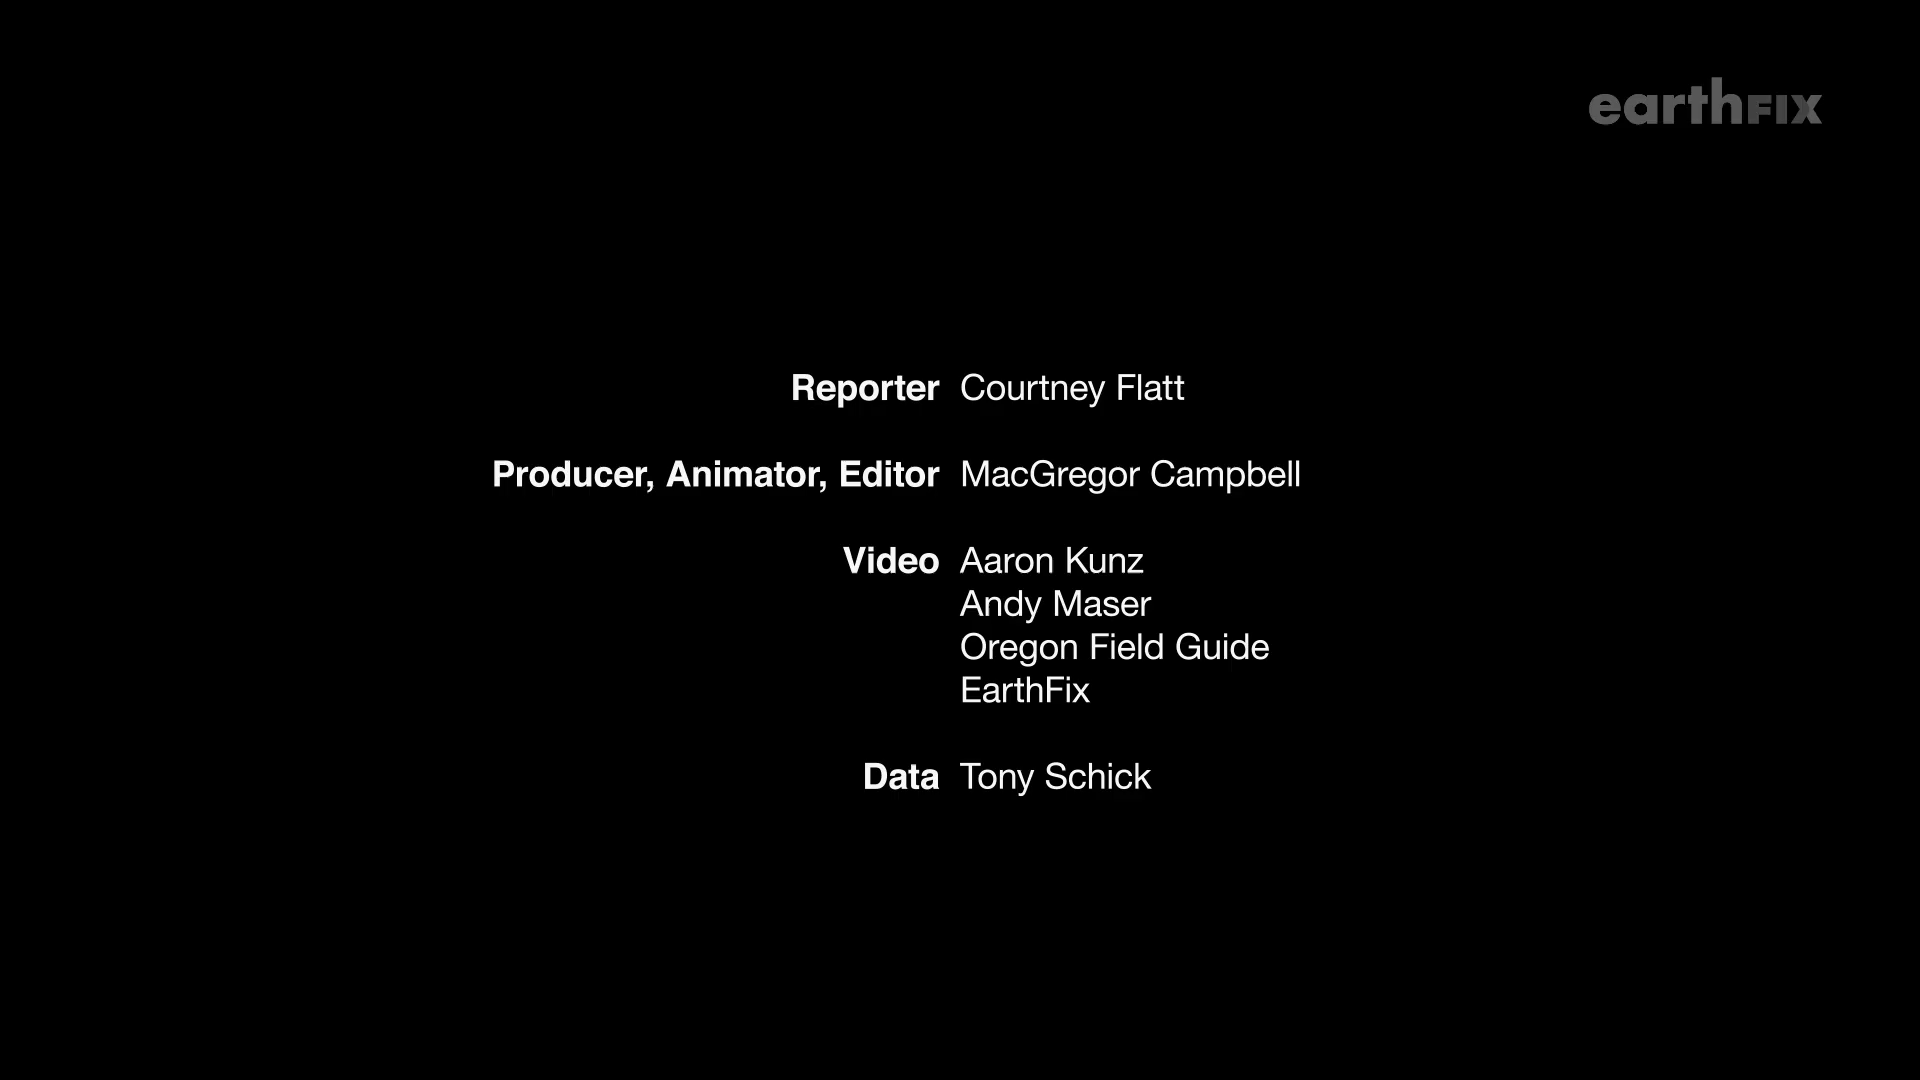 earthFIX
Reporter Courtney Flatt
Producer, Animator, Editor MacGregor Campbell
Video Aaron Kunz
Andy Maser
Oregon Field Guide
EarthFix
Data Tony Schick